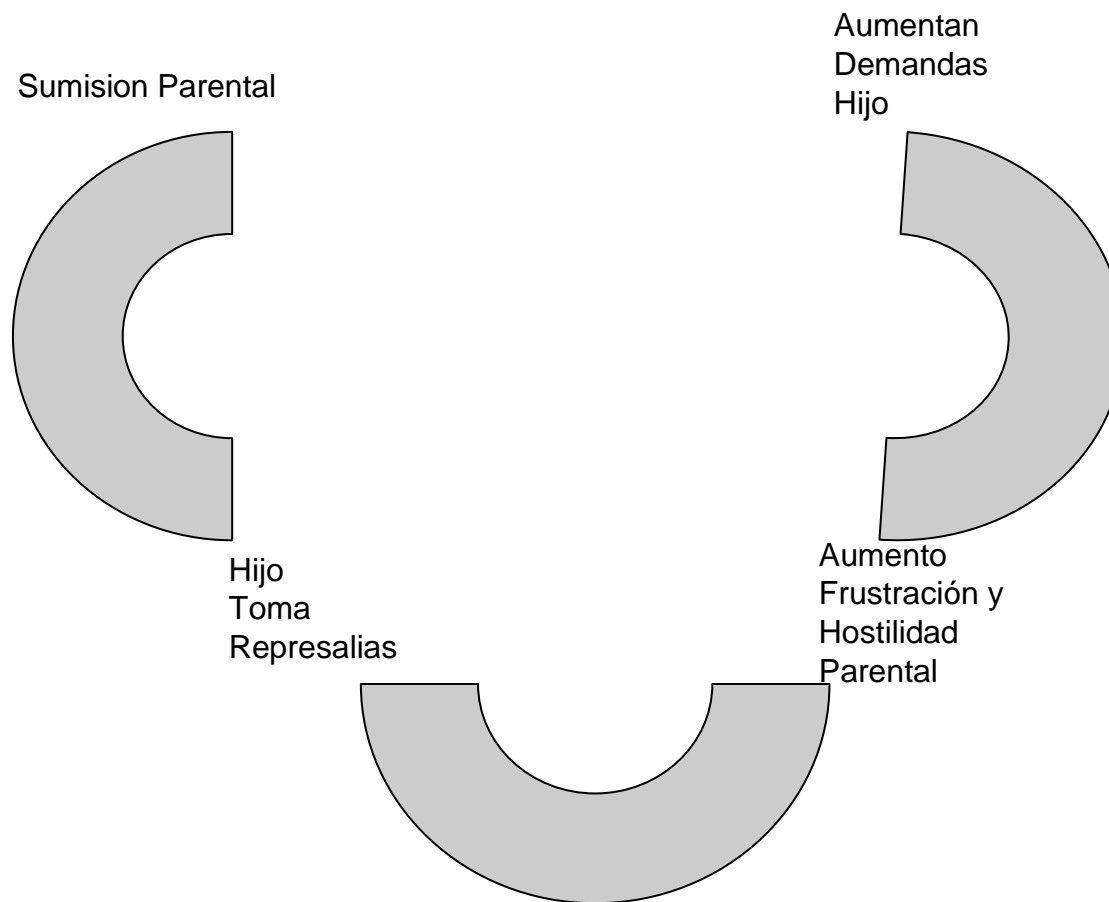 Sumision Parental
Aumentan
Demandas
Hijo
Hijo
Toma
Represalias
Aumento
Frustración y
Hostilidad
Parental